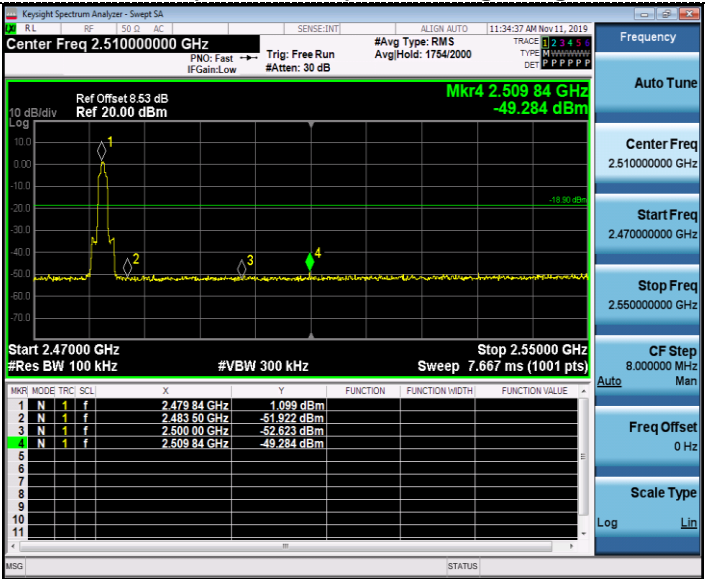 Keysight Spectrum Analyzer - Swept SA
RL RF 50 Ω AC SENSE:INT ALIGN AUTO 11:34:37 AM Nov 11, 2019
Center Freq 2.510000000 GHz
PNO: Fast
IFGain:Low
Trig: Free Run
#Atten: 30 dB
#Avg Type: RMS
Avg|Hold: 1754/2000
TRACE 1 2 3 4 5 6
TYPE M W W W W W
DET P P P P P P
Mkr4 2.509 84 GHz
-49.284 dBm
Ref Offset 8.53 dB
10 dB/div Ref 20.00 dBm
Log
10.0
0.00
-10.0
-20.0
-30.0
-40.0
-50.0
-60.0
-70.0
1
2
3
4
-18.90 dBm
Start 2.47000 GHz Stop 2.55000 GHz
#Res BW 100 kHz #VBW 300 kHz Sweep 7.667 ms (1001 pts)
MKR MODE TRC SCL X Y FUNCTION FUNCTION WIDTH FUNCTION VALUE
1 N 1 f 2.479 84 GHz 1.099 dBm
2 N 1 f 2.483 50 GHz -51.922 dBm
3 N 1 f 2.500 00 GHz -52.623 dBm
4 N 1 f 2.509 84 GHz -49.284 dBm
5
6
7
8
9
10
11
MSG STATUS
Frequency
Auto Tune
Center Freq
2.510000000 GHz
Start Freq
2.470000000 GHz
Stop Freq
2.550000000 GHz
CF Step
8.000000 MHz
Auto Man
Freq Offset
0 Hz
Scale Type
Log Lin